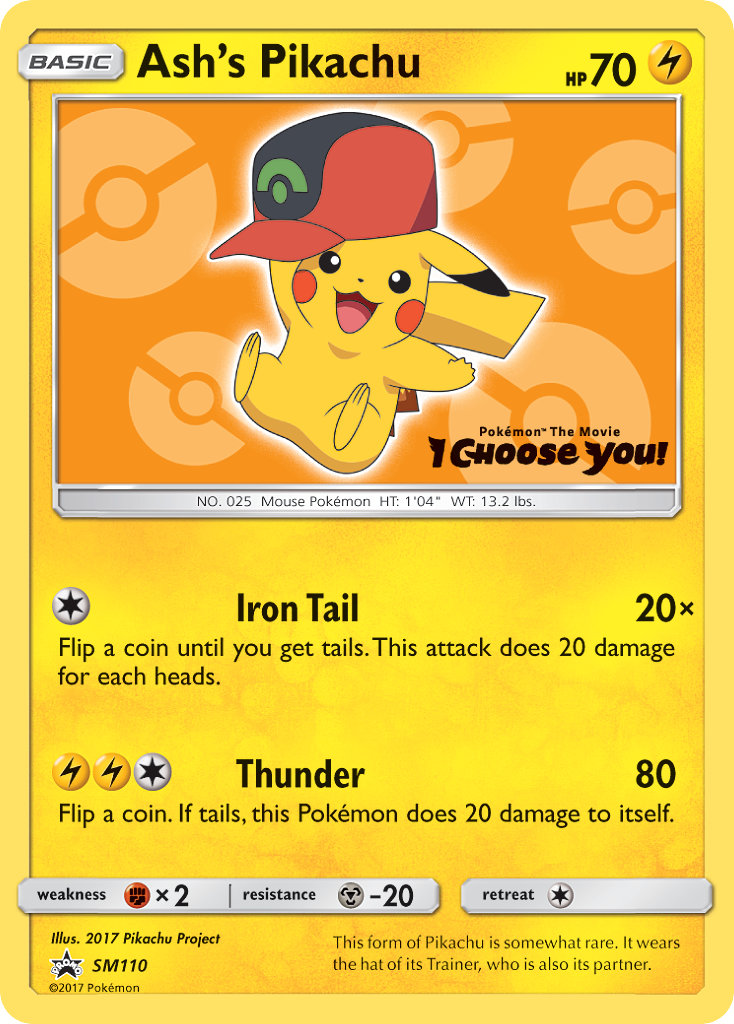 BASIC Ash's Pikachu HP 70
Pokémon™ The Movie
I Choose You!
NO. 025 Mouse Pokémon HT: 1'04" WT: 13.2 lbs.
Iron Tail 20×
Flip a coin until you get tails. This attack does 20 damage
for each heads.
Thunder 80
Flip a coin. If tails, this Pokémon does 20 damage to itself.
weakness ×2 resistance -20 retreat
Illus. 2017 Pikachu Project
PROMO SM110
©2017 Pokémon
This form of Pikachu is somewhat rare. It wears
the hat of its Trainer, who is also its partner.